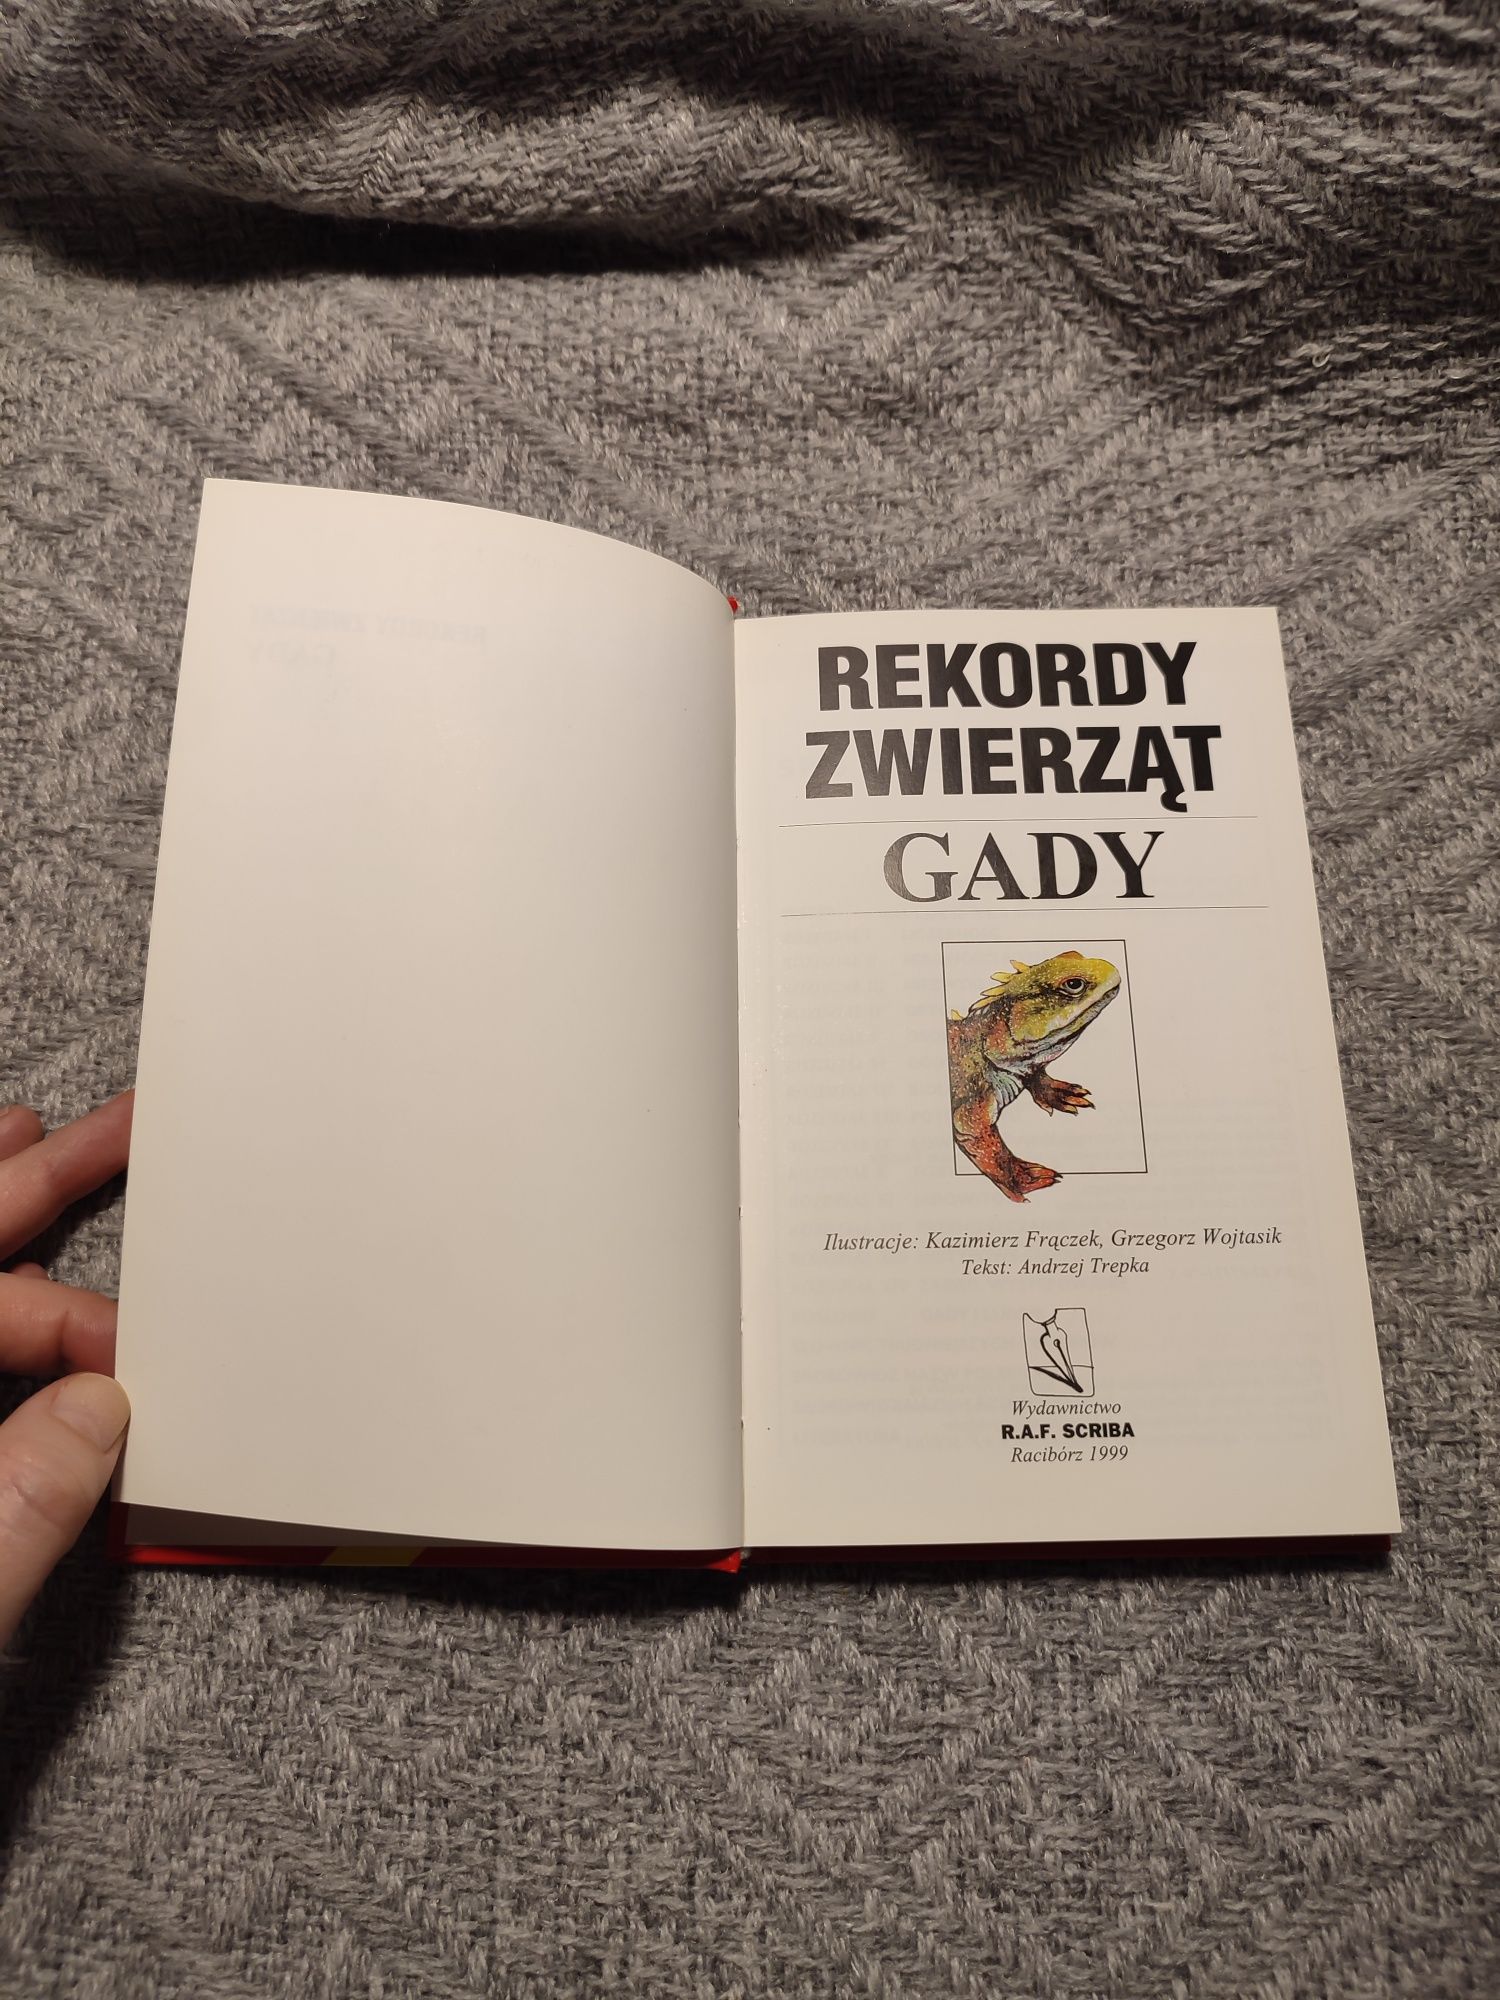 REKORDY
ZWIERZĄT
GADY
Ilustracje: Kazimierz Frączek, Grzegorz Wojtasik
Tekst: Andrzej Trepka
Wydawnictwo
R.A.F. SCRIBA
Racibórz 1999